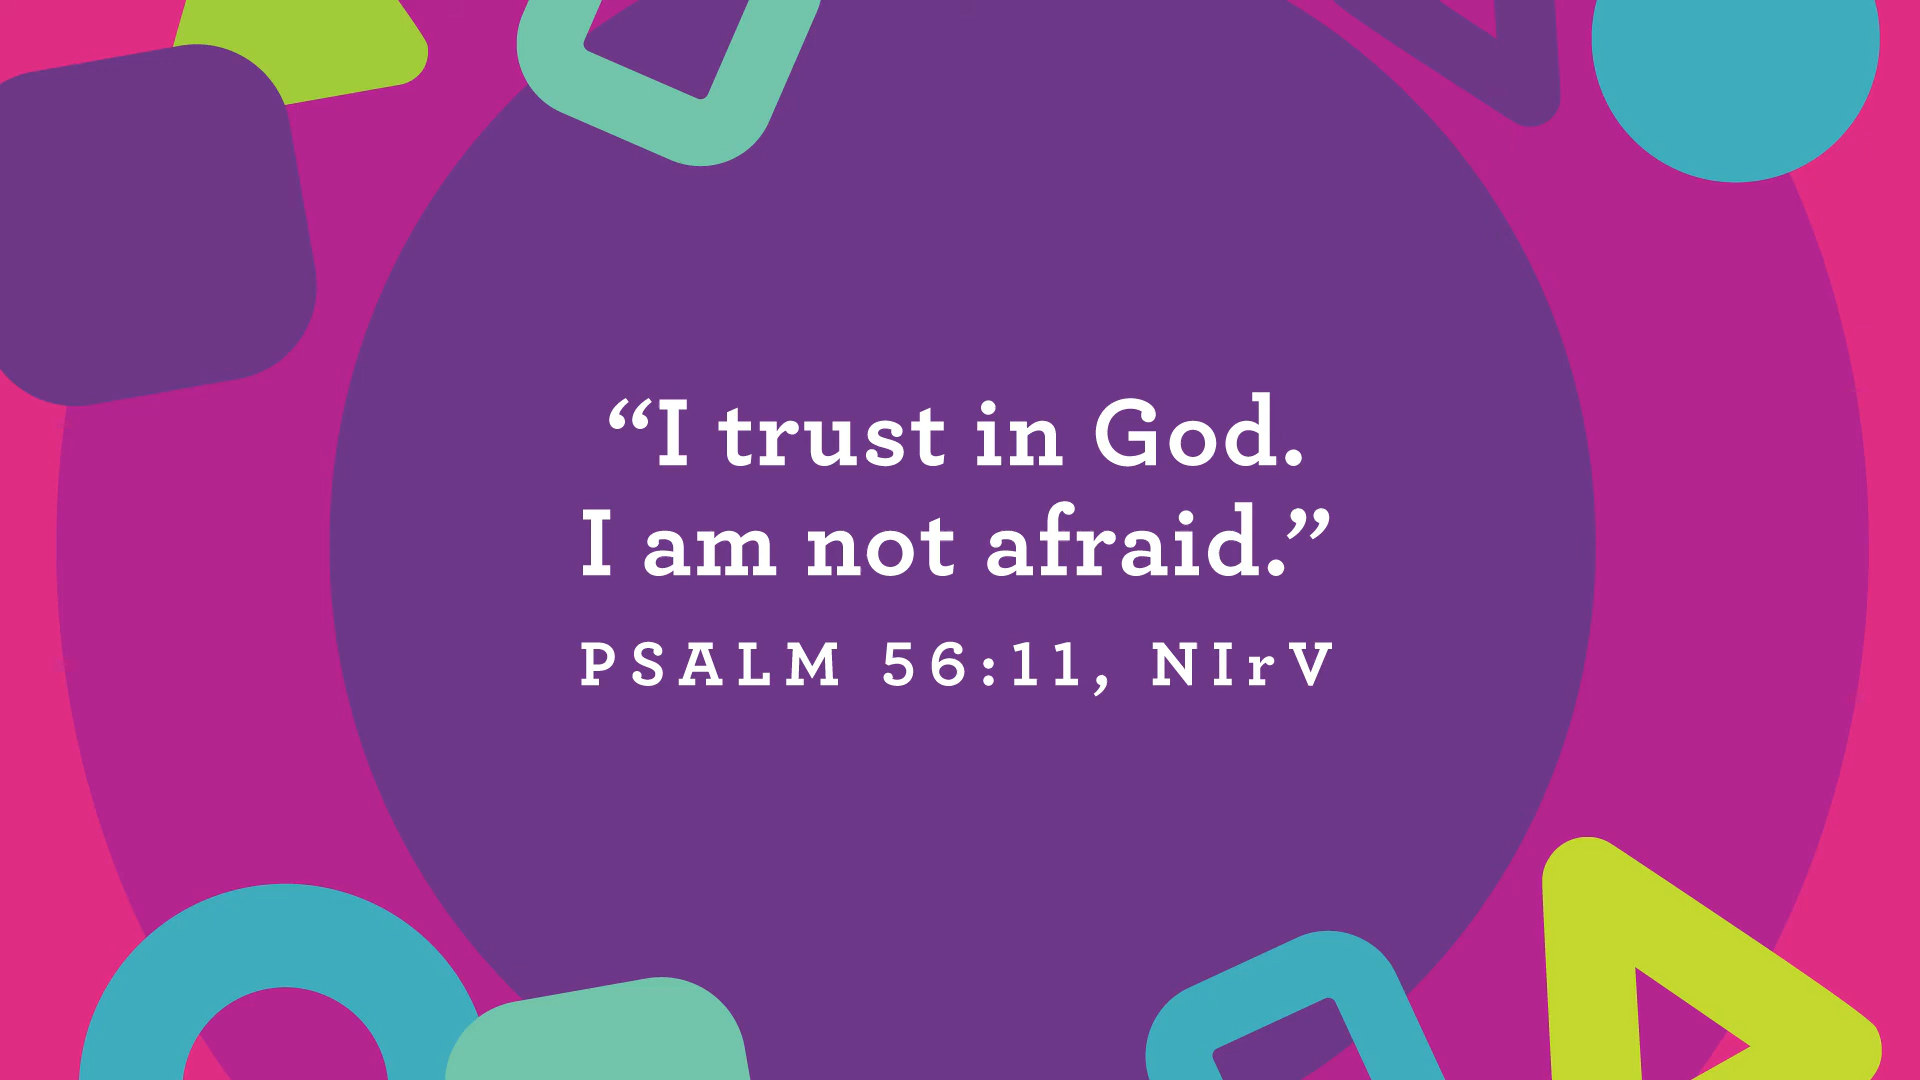 “I trust in God.
I am not afraid.”
PSALM 56:11, NIrV